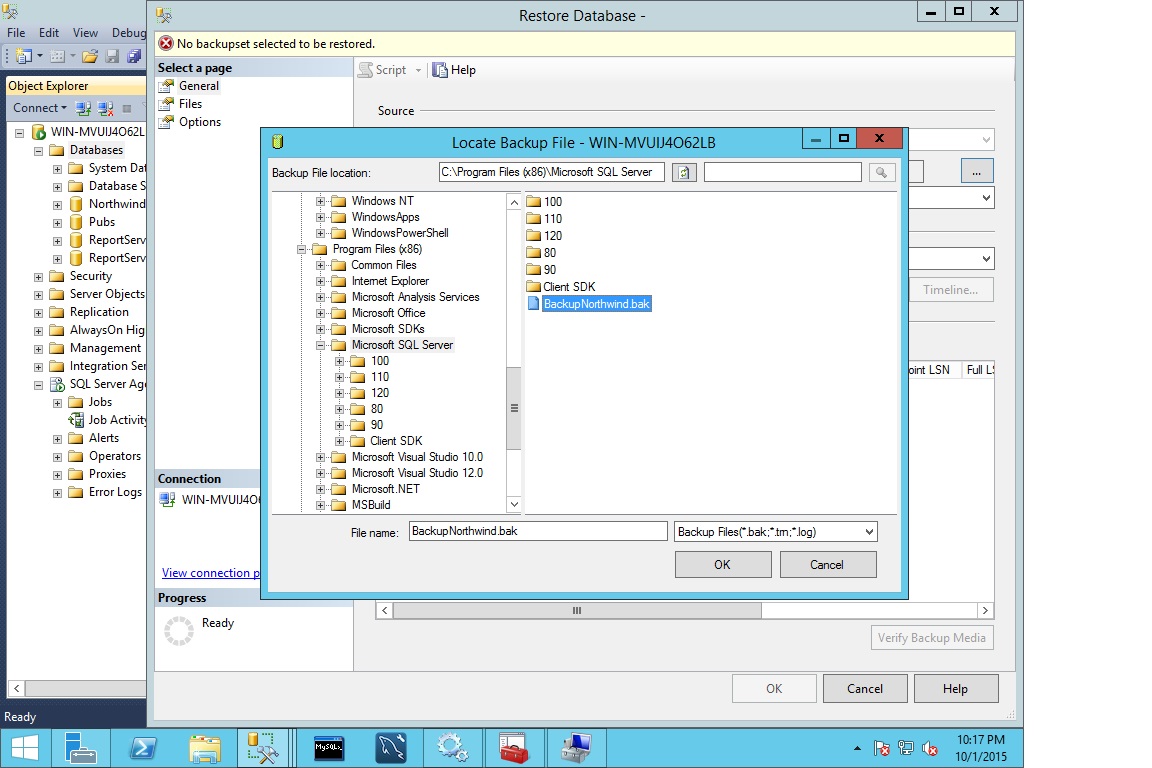 Restore Database -
File Edit View Debug
No backupset selected to be restored.
Select a page
General
Files
Options
Script
Help
Source
Object Explorer
Connect
WIN-MVUIJ4O62L
Databases
System Dat
Database S
Northwind
Pubs
ReportServ
ReportServ
Security
Server Objects
Replication
AlwaysOn Hig
Management
Integration Ser
SQL Server Age
Jobs
Job Activity
Alerts
Operators
Proxies
Error Logs
Connection
WIN-MVUIJ4O6
View connection p
Progress
Ready
Locate Backup File - WIN-MVUIJ4O62LB
Backup File location:
C:\Program Files (x86)\Microsoft SQL Server
Windows NT
WindowsApps
WindowsPowerShell
Program Files (x86)
Common Files
Internet Explorer
Microsoft Analysis Services
Microsoft Office
Microsoft SDKs
Microsoft SQL Server
100
110
120
80
90
Client SDK
Microsoft Visual Studio 10.0
Microsoft Visual Studio 12.0
Microsoft.NET
MSBuild
100
110
120
80
90
Client SDK
BackupNorthwind.bak
File name:
BackupNorthwind.bak
Backup Files(*.bak;*.trn;*.log)
OK
Cancel
...
Timeline...
oint LSN
Full LS
Verify Backup Media
OK
Cancel
Help
Ready
MySQL>
10:17 PM
10/1/2015